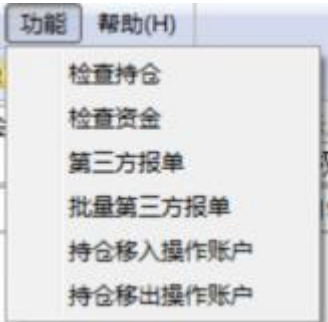 功能 帮助(H)
检查持仓
检查资金
第三方报单
批量第三方报单
持仓移入操作账户
持仓移出操作账户